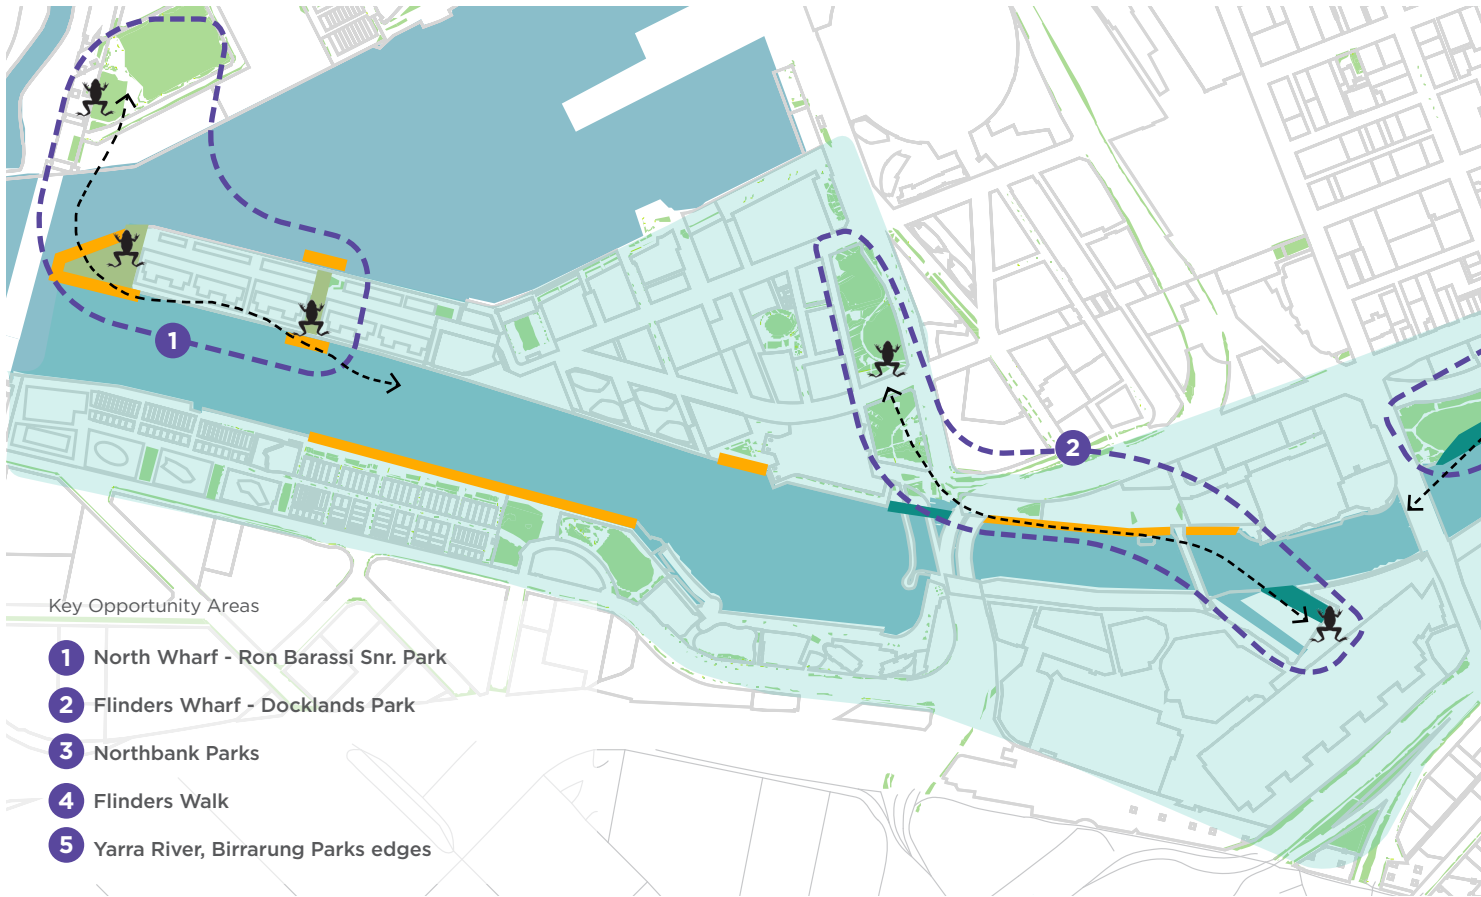 1
2
Key Opportunity Areas
1 North Wharf - Ron Barassi Snr. Park
2 Flinders Wharf - Docklands Park
3 Northbank Parks
4 Flinders Walk
5 Yarra River, Birrarung Parks edges